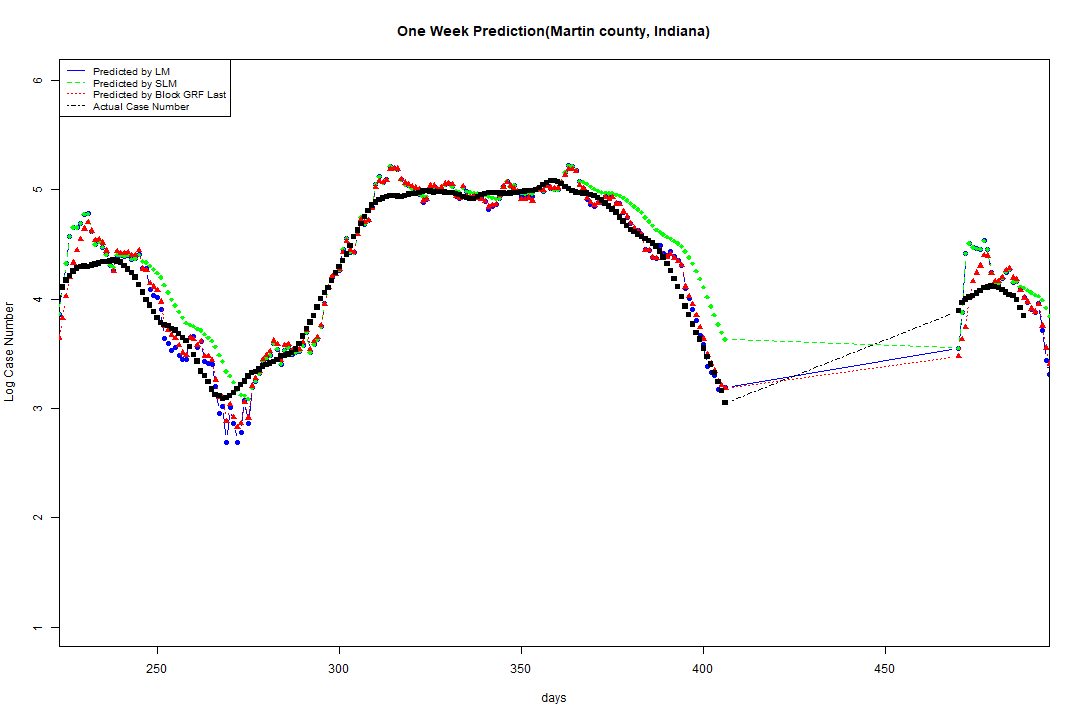 One Week Prediction(Martin county, Indiana)
Predicted by LM
Predicted by SLM
Predicted by Block GRF Last
Actual Case Number
6
5
4
3
2
1
Log Case Number
250 300 350 400 450
days